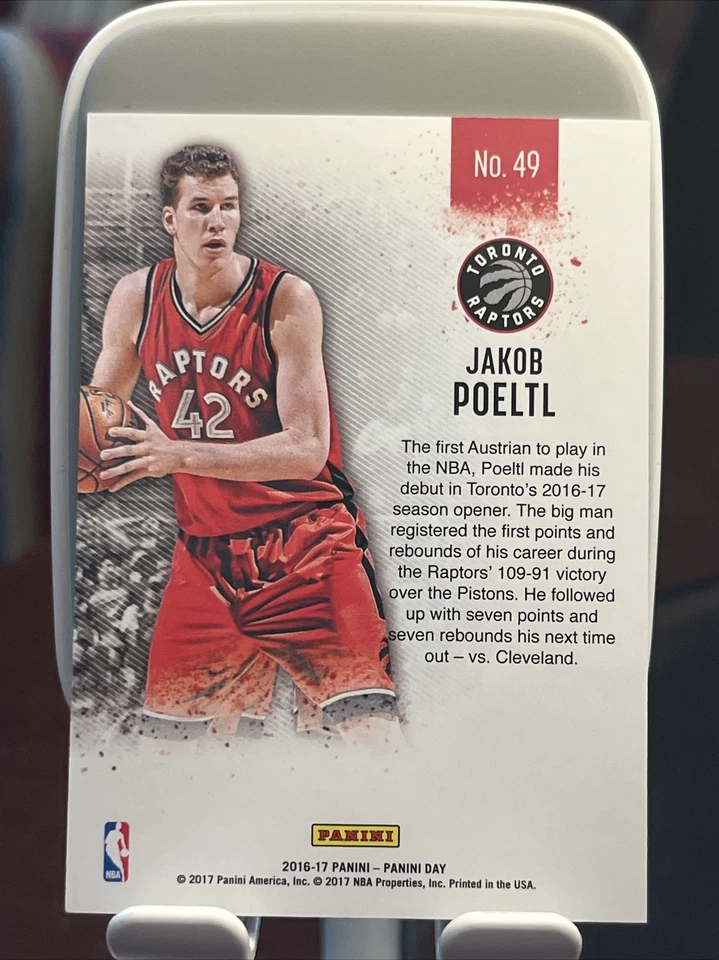 No. 49
TORONTO
RAPTORS
JAKOB
POELTL
RAPTORS
42
The first Austrian to play in
the NBA, Poeltl made his
debut in Toronto's 2016-17
season opener. The big man
registered the first points and
rebounds of his career during
the Raptors' 109-91 victory
over the Pistons. He followed
up with seven points and
seven rebounds his next time
out – vs. Cleveland.
PANINI
NBA
2016-17 PANINI – PANINI DAY
© 2017 Panini America, Inc. © 2017 NBA Properties, Inc. Printed in the USA.